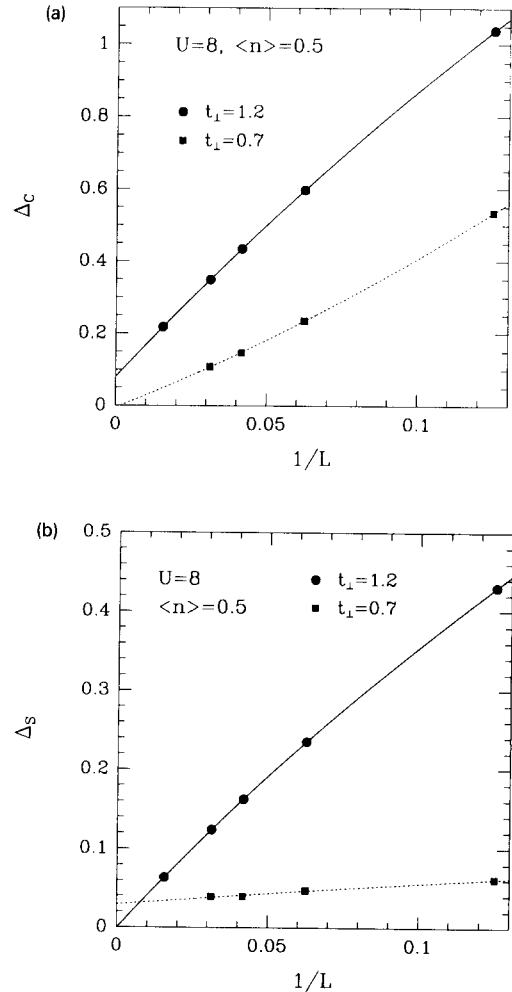 (a)
1
0.8
0.6
0.4
0.2
0
Δ_C
U=8, <n>=0.5
● t⊥=1.2
■ t⊥=0.7
0 0.05 0.1
1/L
(b)
0.5
0.4
0.3
0.2
0.1
0
Δ_S
U=8 ● t⊥=1.2
<n>=0.5 ■ t⊥=0.7
0 0.05 0.1
1/L